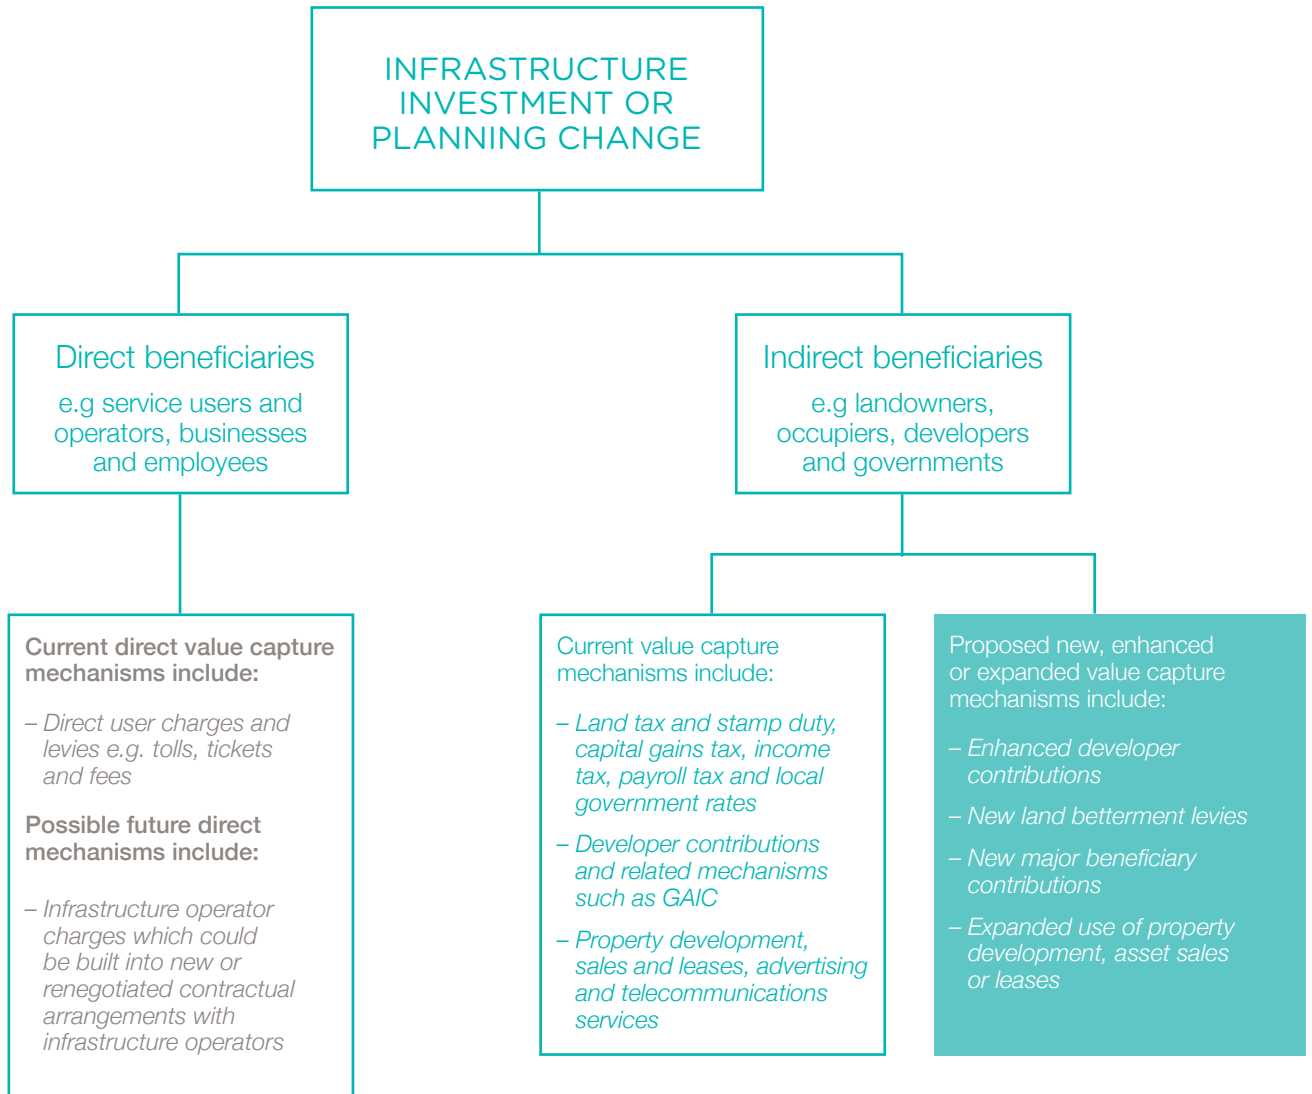 INFRASTRUCTURE
INVESTMENT OR
PLANNING CHANGE
Direct beneficiaries
e.g service users and
operators, businesses
and employees
Indirect beneficiaries
e.g landowners,
occupiers, developers
and governments
Current direct value capture
mechanisms include:
– Direct user charges and
levies e.g. tolls, tickets
and fees
Possible future direct
mechanisms include:
– Infrastructure operator
charges which could
be built into new or
renegotiated contractual
arrangements with
infrastructure operators
Current value capture
mechanisms include:
– Land tax and stamp duty,
capital gains tax, income
tax, payroll tax and local
government rates
– Developer contributions
and related mechanisms
such as GAIC
– Property development,
sales and leases, advertising
and telecommunications
services
Proposed new, enhanced
or expanded value capture
mechanisms include:
– Enhanced developer
contributions
– New land betterment levies
– New major beneficiary
contributions
– Expanded use of property
development, asset sales
or leases